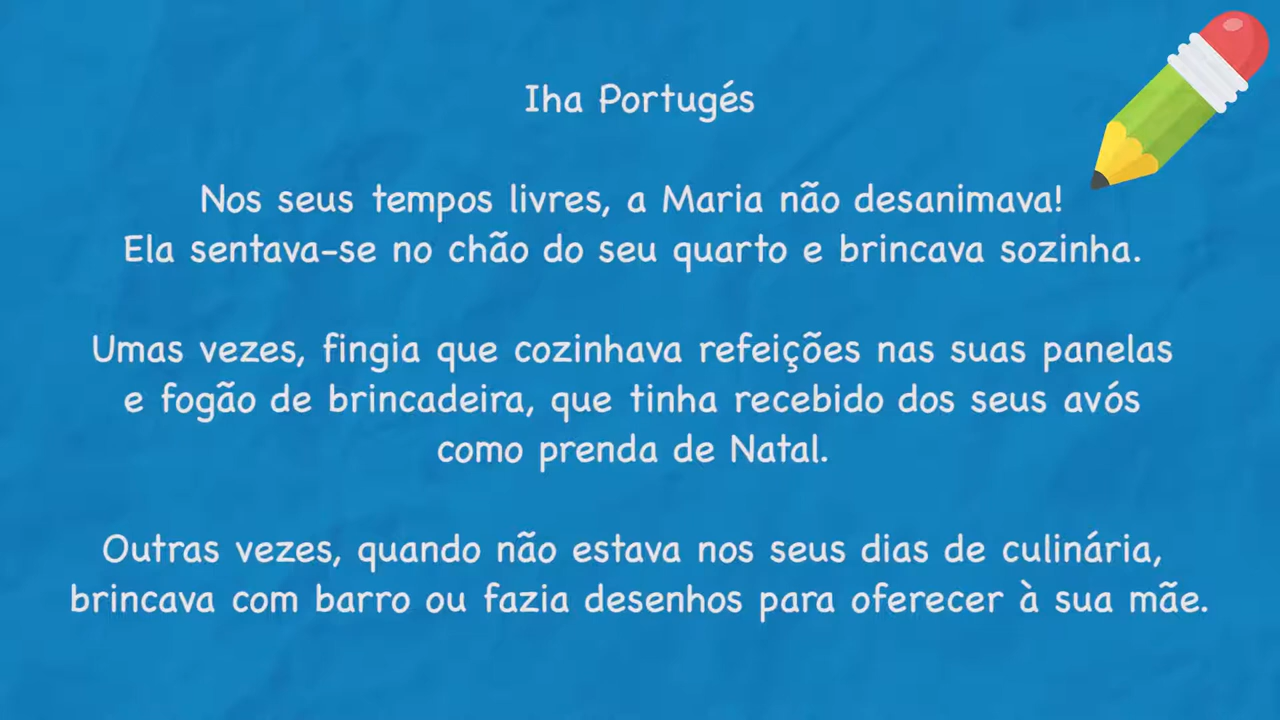 Iha Portugés
Nos seus tempos livres, a Maria não desanimava!
Ela sentava-se no chão do seu quarto e brincava sozinha.
Umas vezes, fingia que cozinhava refeições nas suas panelas
e fogão de brincadeira, que tinha recebido dos seus avós
como prenda de Natal.
Outras vezes, quando não estava nos seus dias de culinária,
brincava com barro ou fazia desenhos para oferecer à sua mãe.